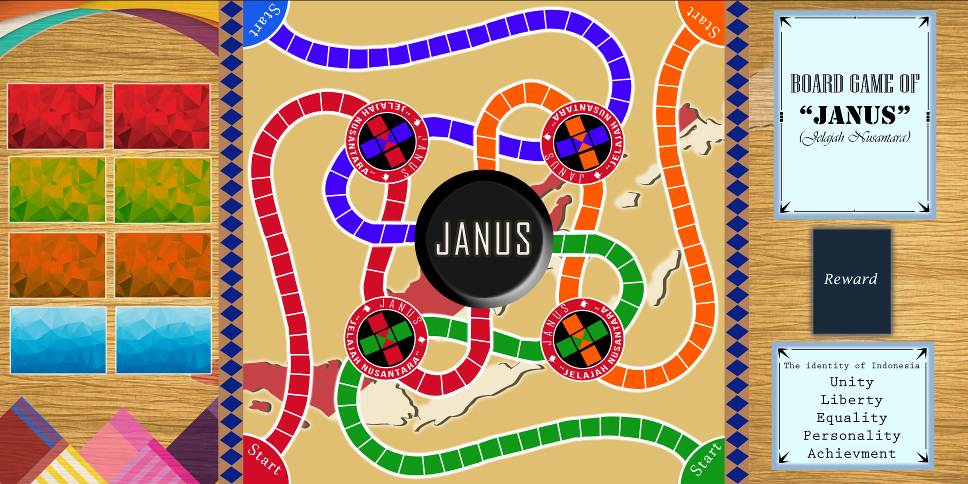 Start
Start
BOARD GAME OF
“JANUS”
(Jelajah Nusantara)
JANUS
"JELAJAH NUSANTARA"
JANUS
"JELAJAH NUSANTARA"
JANUS
Reward
JANUS
"JELAJAH NUSANTARA"
JANUS
"JELAJAH NUSANTARA"
The identity of Indonesia
Unity
Liberty
Equality
Personality
Achievment
Start
Start